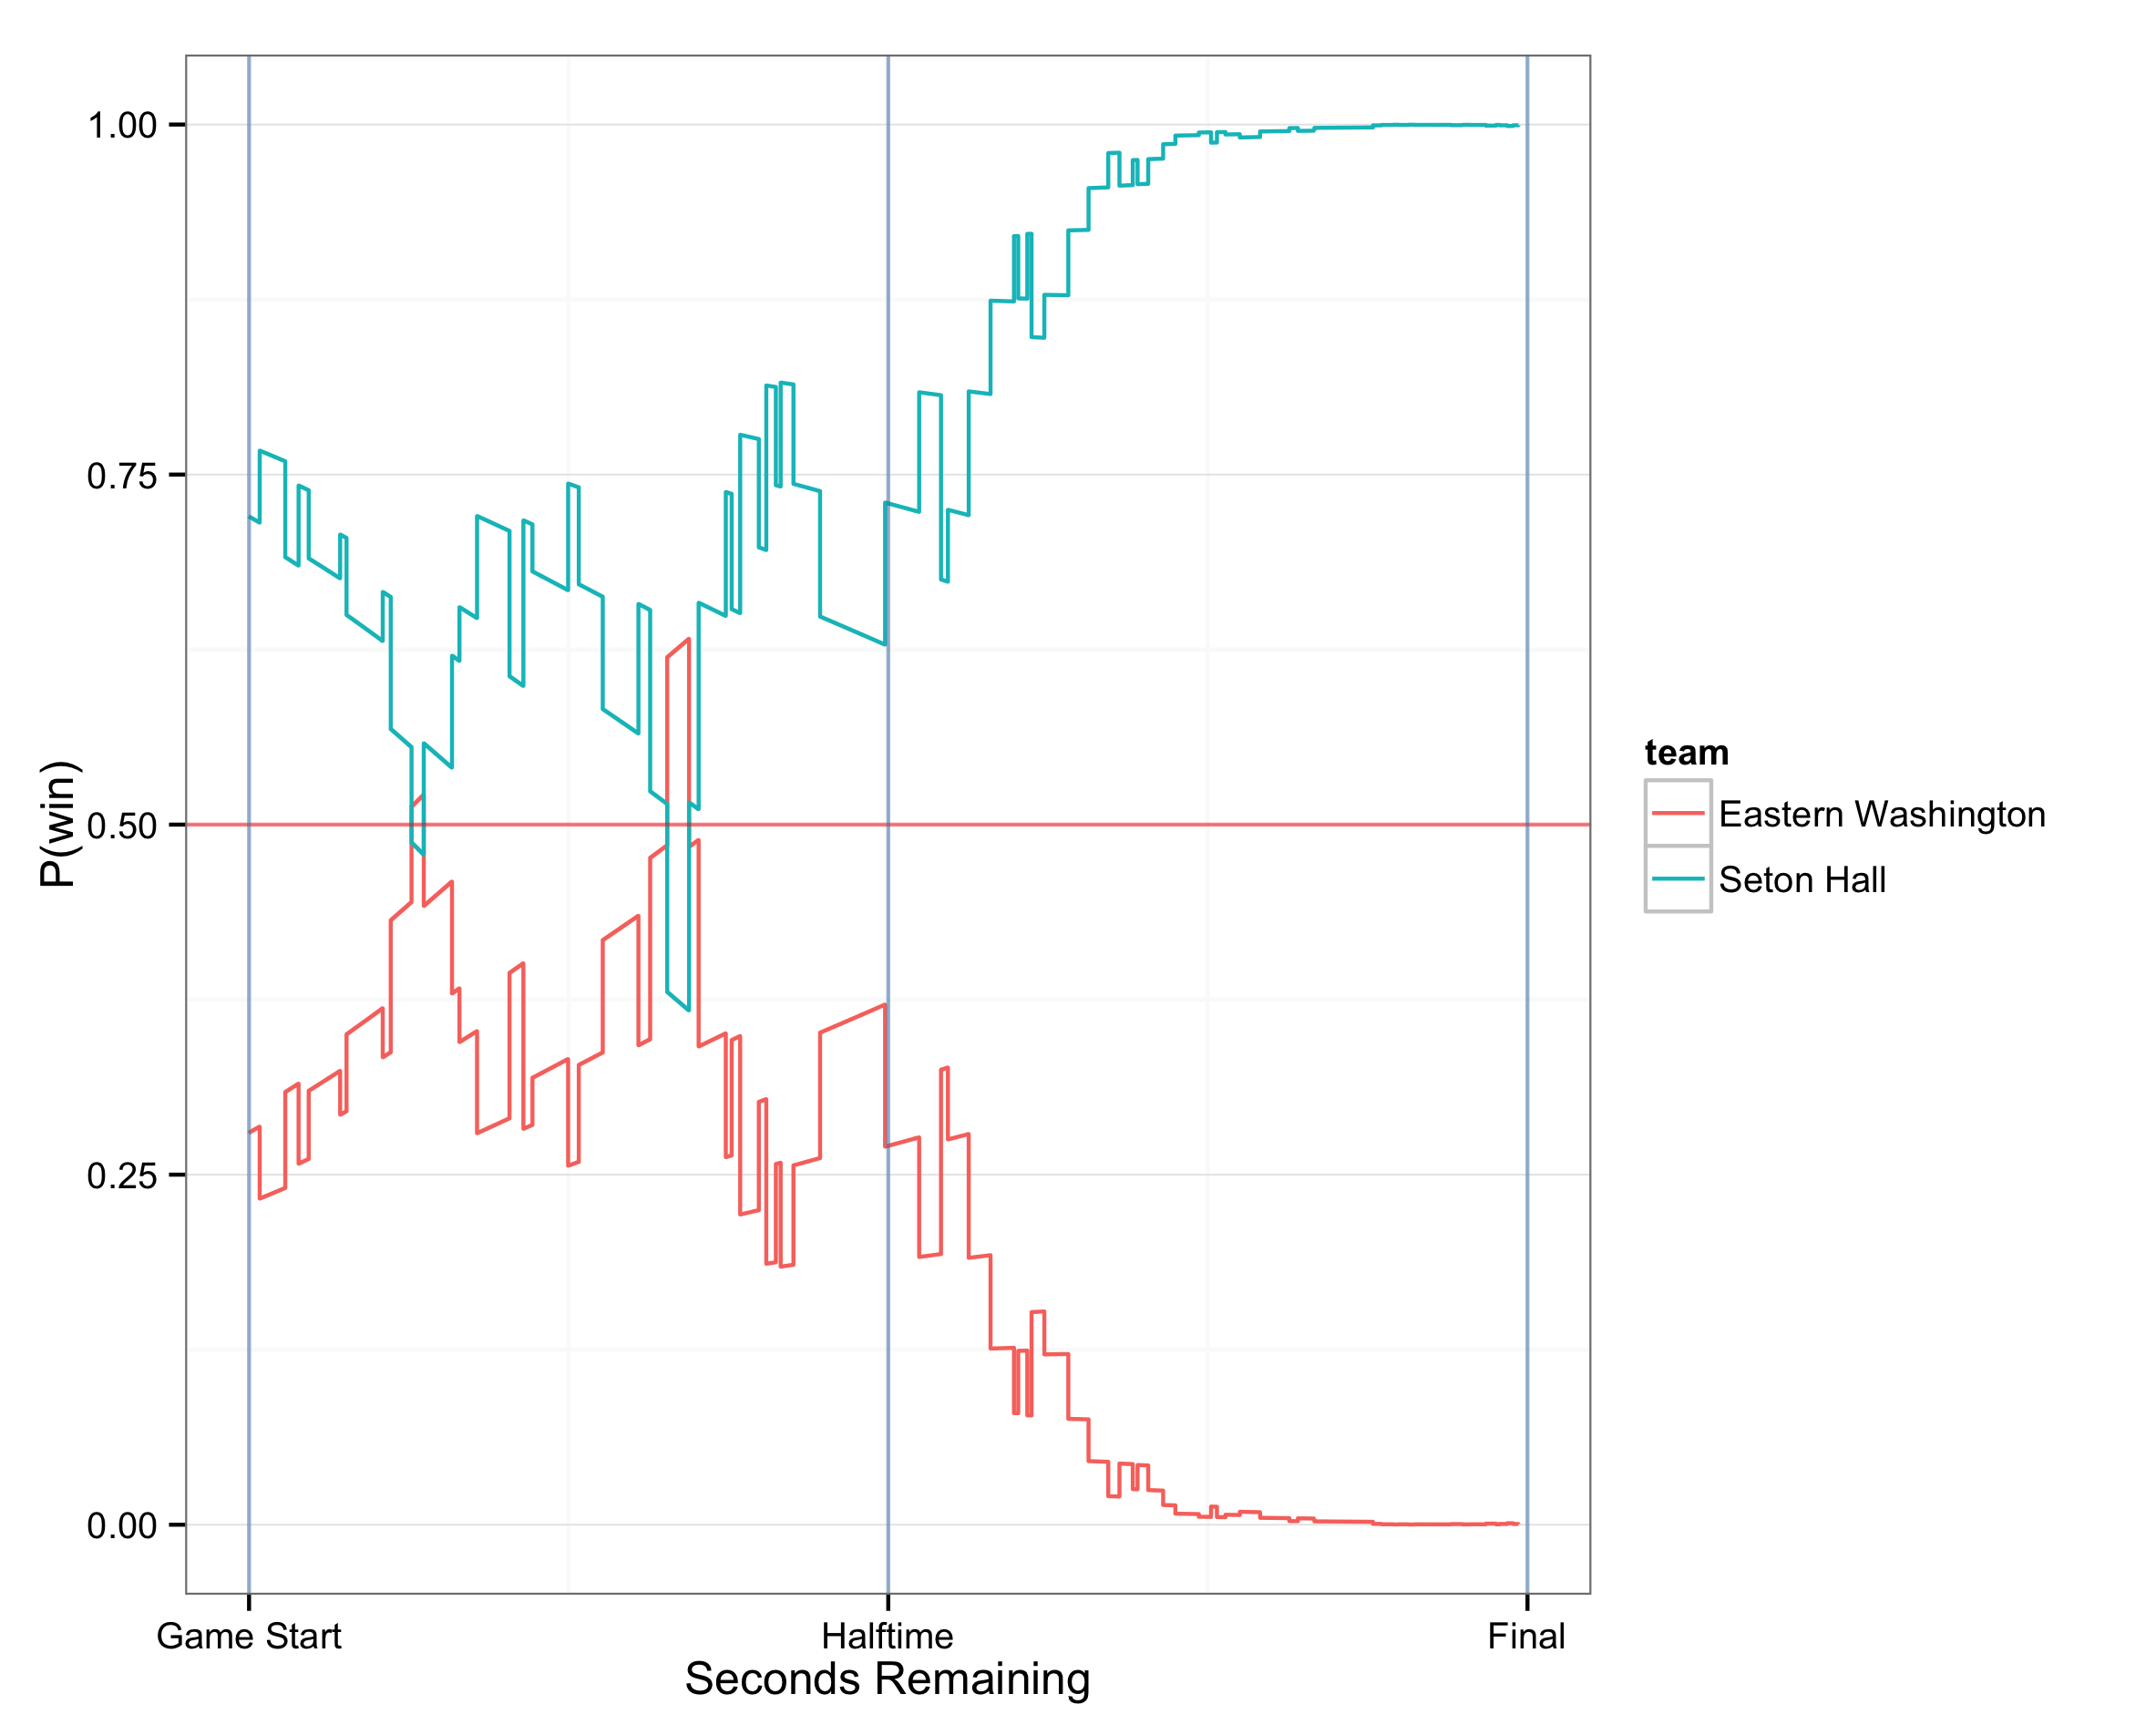 1.00
0.75
0.50
0.25
0.00
P(win)
Game Start
Halftime
Final
Seconds Remaining
team
Eastern Washington
Seton Hall